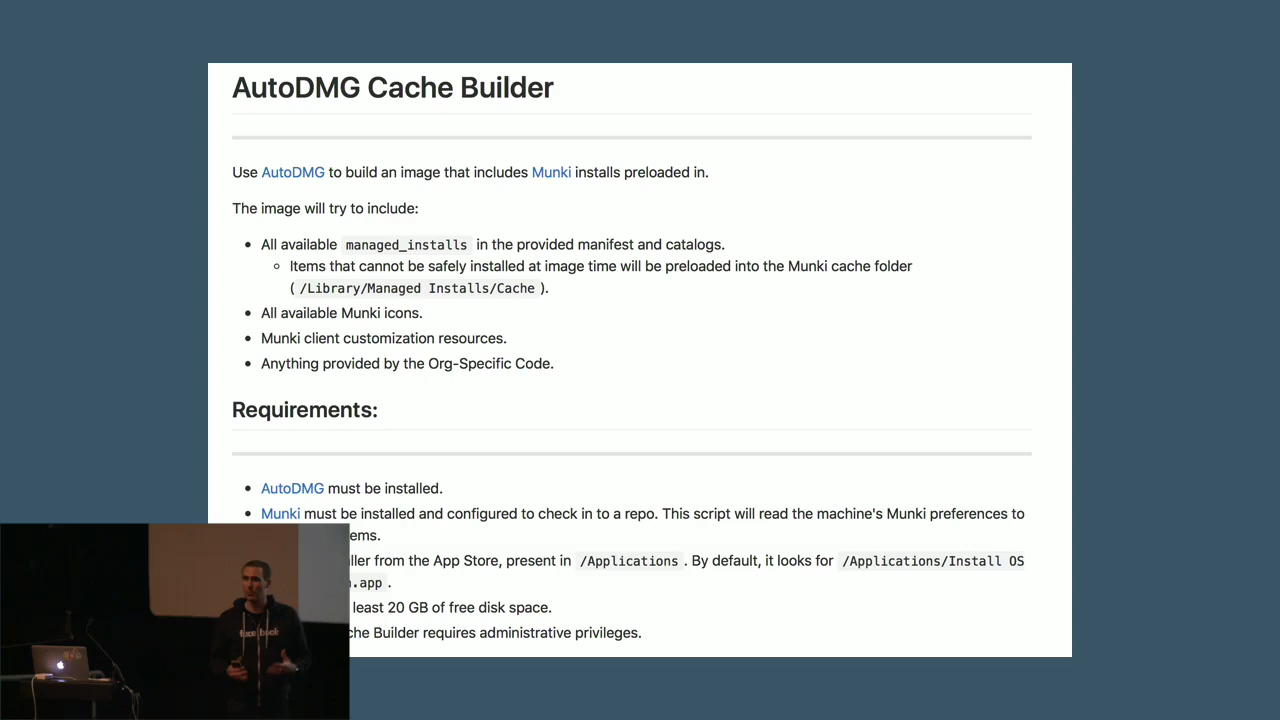 AutoDMG Cache Builder
Use AutoDMG to build an image that includes Munki installs preloaded in.
The image will try to include:
• All available managed_installs in the provided manifest and catalogs.
◦ Items that cannot be safely installed at image time will be preloaded into the Munki cache folder
( /Library/Managed Installs/Cache ).
• All available Munki icons.
• Munki client customization resources.
• Anything provided by the Org-Specific Code.
Requirements:
• AutoDMG must be installed.
• Munki must be installed and configured to check in to a repo. This script will read the machine's Munki preferences to
ems.
ller from the App Store, present in /Applications . By default, it looks for /Applications/Install OS
.app .
least 20 GB of free disk space.
che Builder requires administrative privileges.
facebook